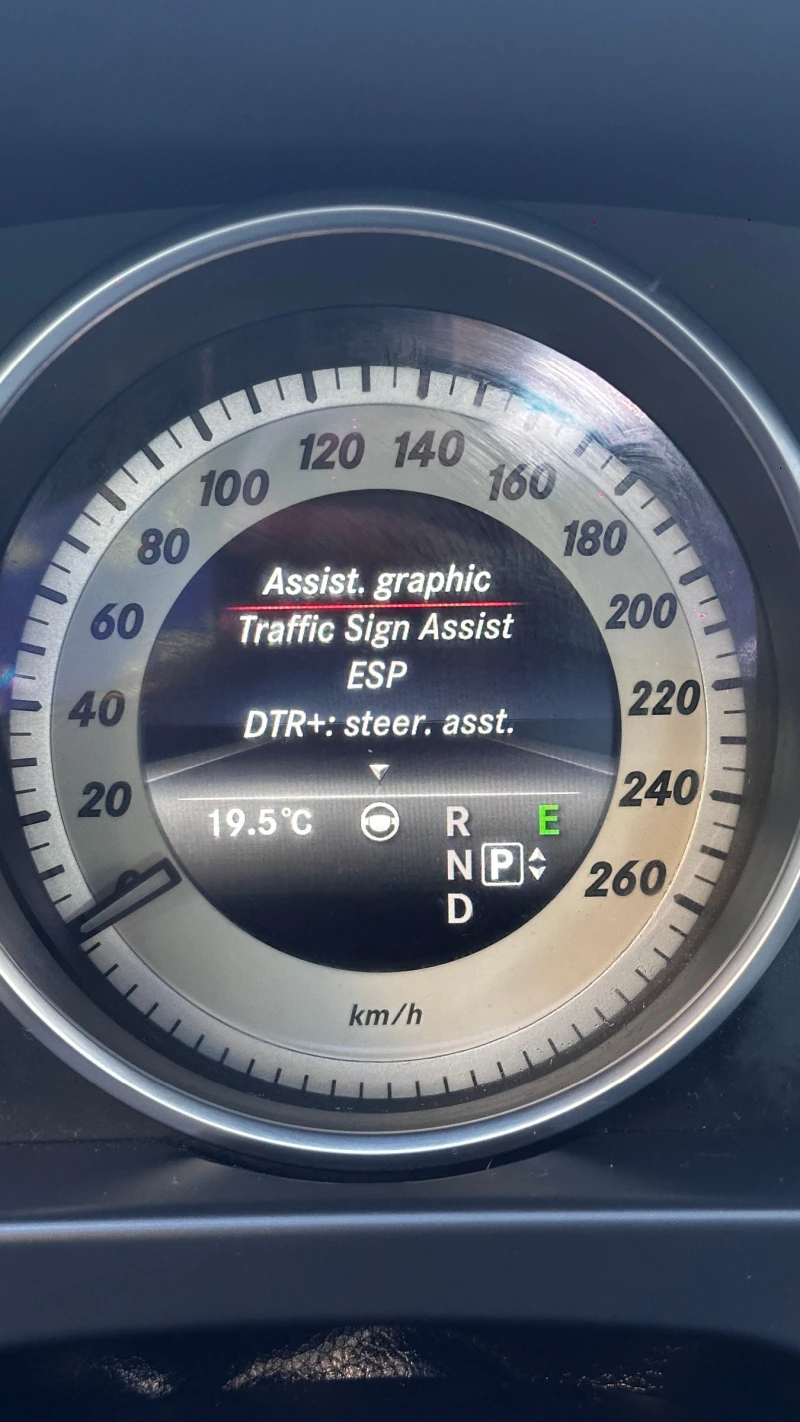 120 140
100 160
80 180
60 200
40 220
20 240
0 260
Assist. graphic
Traffic Sign Assist
ESP
DTR+: steer. asst.
19.5°C R E
N P
D
km/h